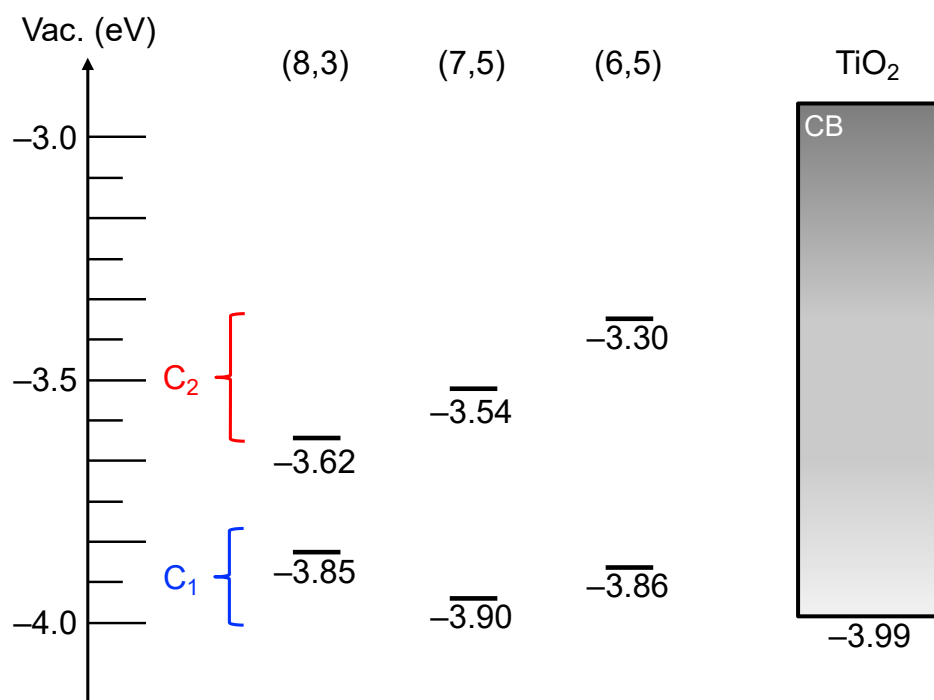 Vac. (eV)
(8,3) (7,5) (6,5) TiO₂
CB
–3.0
–3.30
–3.5
C₂
–3.54
–3.62
–3.85 –3.86
C₁
–3.90
–4.0
–3.99